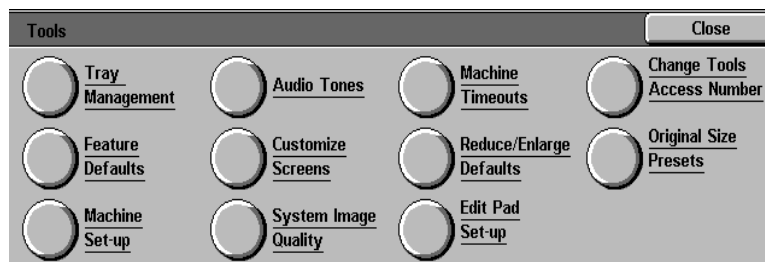 Tools
Close
Tray
Management
Audio Tones
Machine
Timeouts
Change Tools
Access Number
Feature
Defaults
Customize
Screens
Reduce/Enlarge
Defaults
Original Size
Presets
Machine
Set-up
System Image
Quality
Edit Pad
Set-up